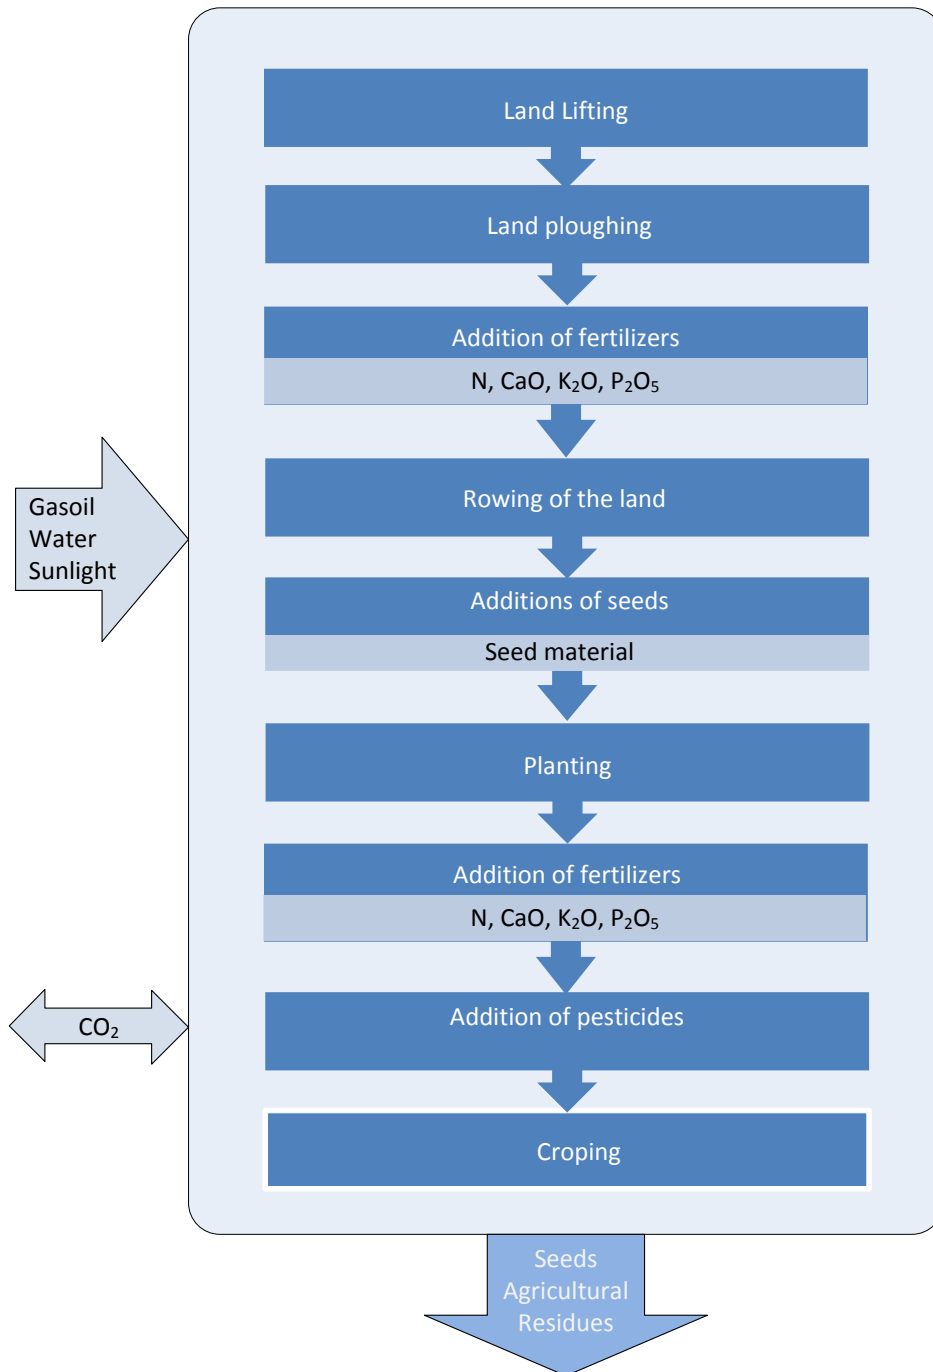 Land Lifting
Land ploughing
Addition of fertilizers
N, CaO, K₂O, P₂O₅
Rowing of the land
Gasoil
Water
Sunlight
Additions of seeds
Seed material
Planting
Addition of fertilizers
N, CaO, K₂O, P₂O₅
Addition of pesticides
CO₂
Croping
Seeds
Agricultural
Residues